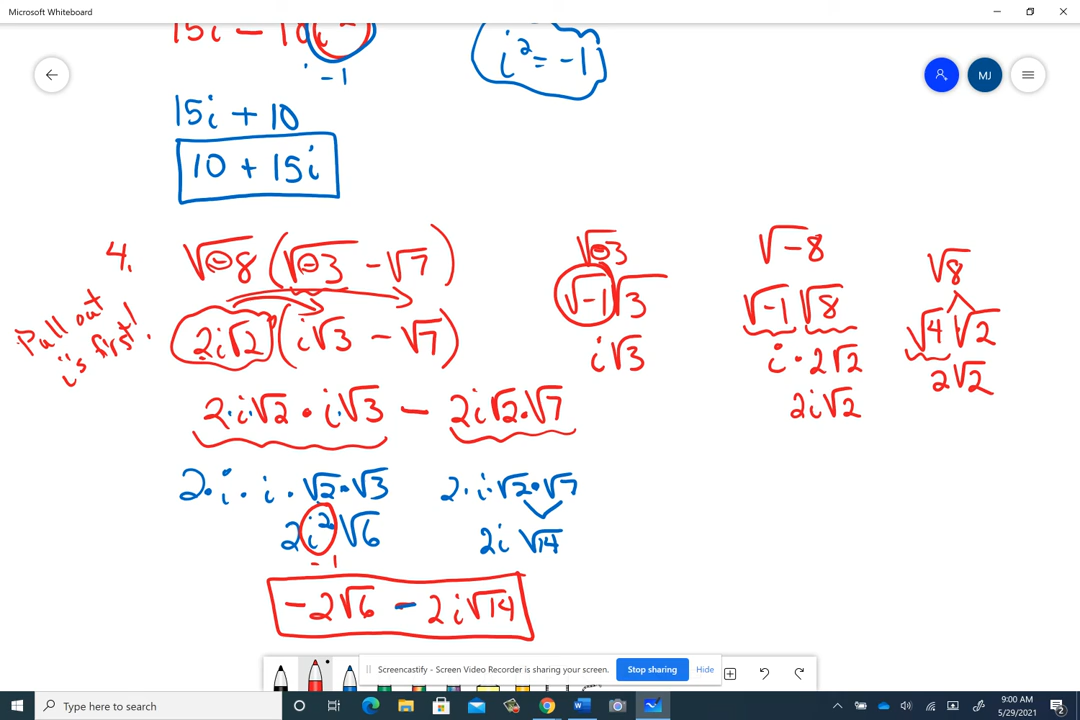 Microsoft Whiteboard
15i − 10i²
−1
i² = −1
MJ
15i + 10
10 + 15i
4. √−8 (√−3 − √7)
Pull out i's first!
2i√2 (i√3 − √7)
2·i√2 · i√3 − 2i√2·√7
2·i·i·√2·√3 2·i·√2·√7
2i²√6 2i√14
−1
−2√6 − 2i√14
√−3
√−1 √3
i√3
√−8
√−1 √8
i·2√2
2i√2
√8
√4 √2
2√2
Screencastify - Screen Video Recorder is sharing your screen.
Stop sharing
Hide
Type here to search
9:00 AM
5/29/2021
2